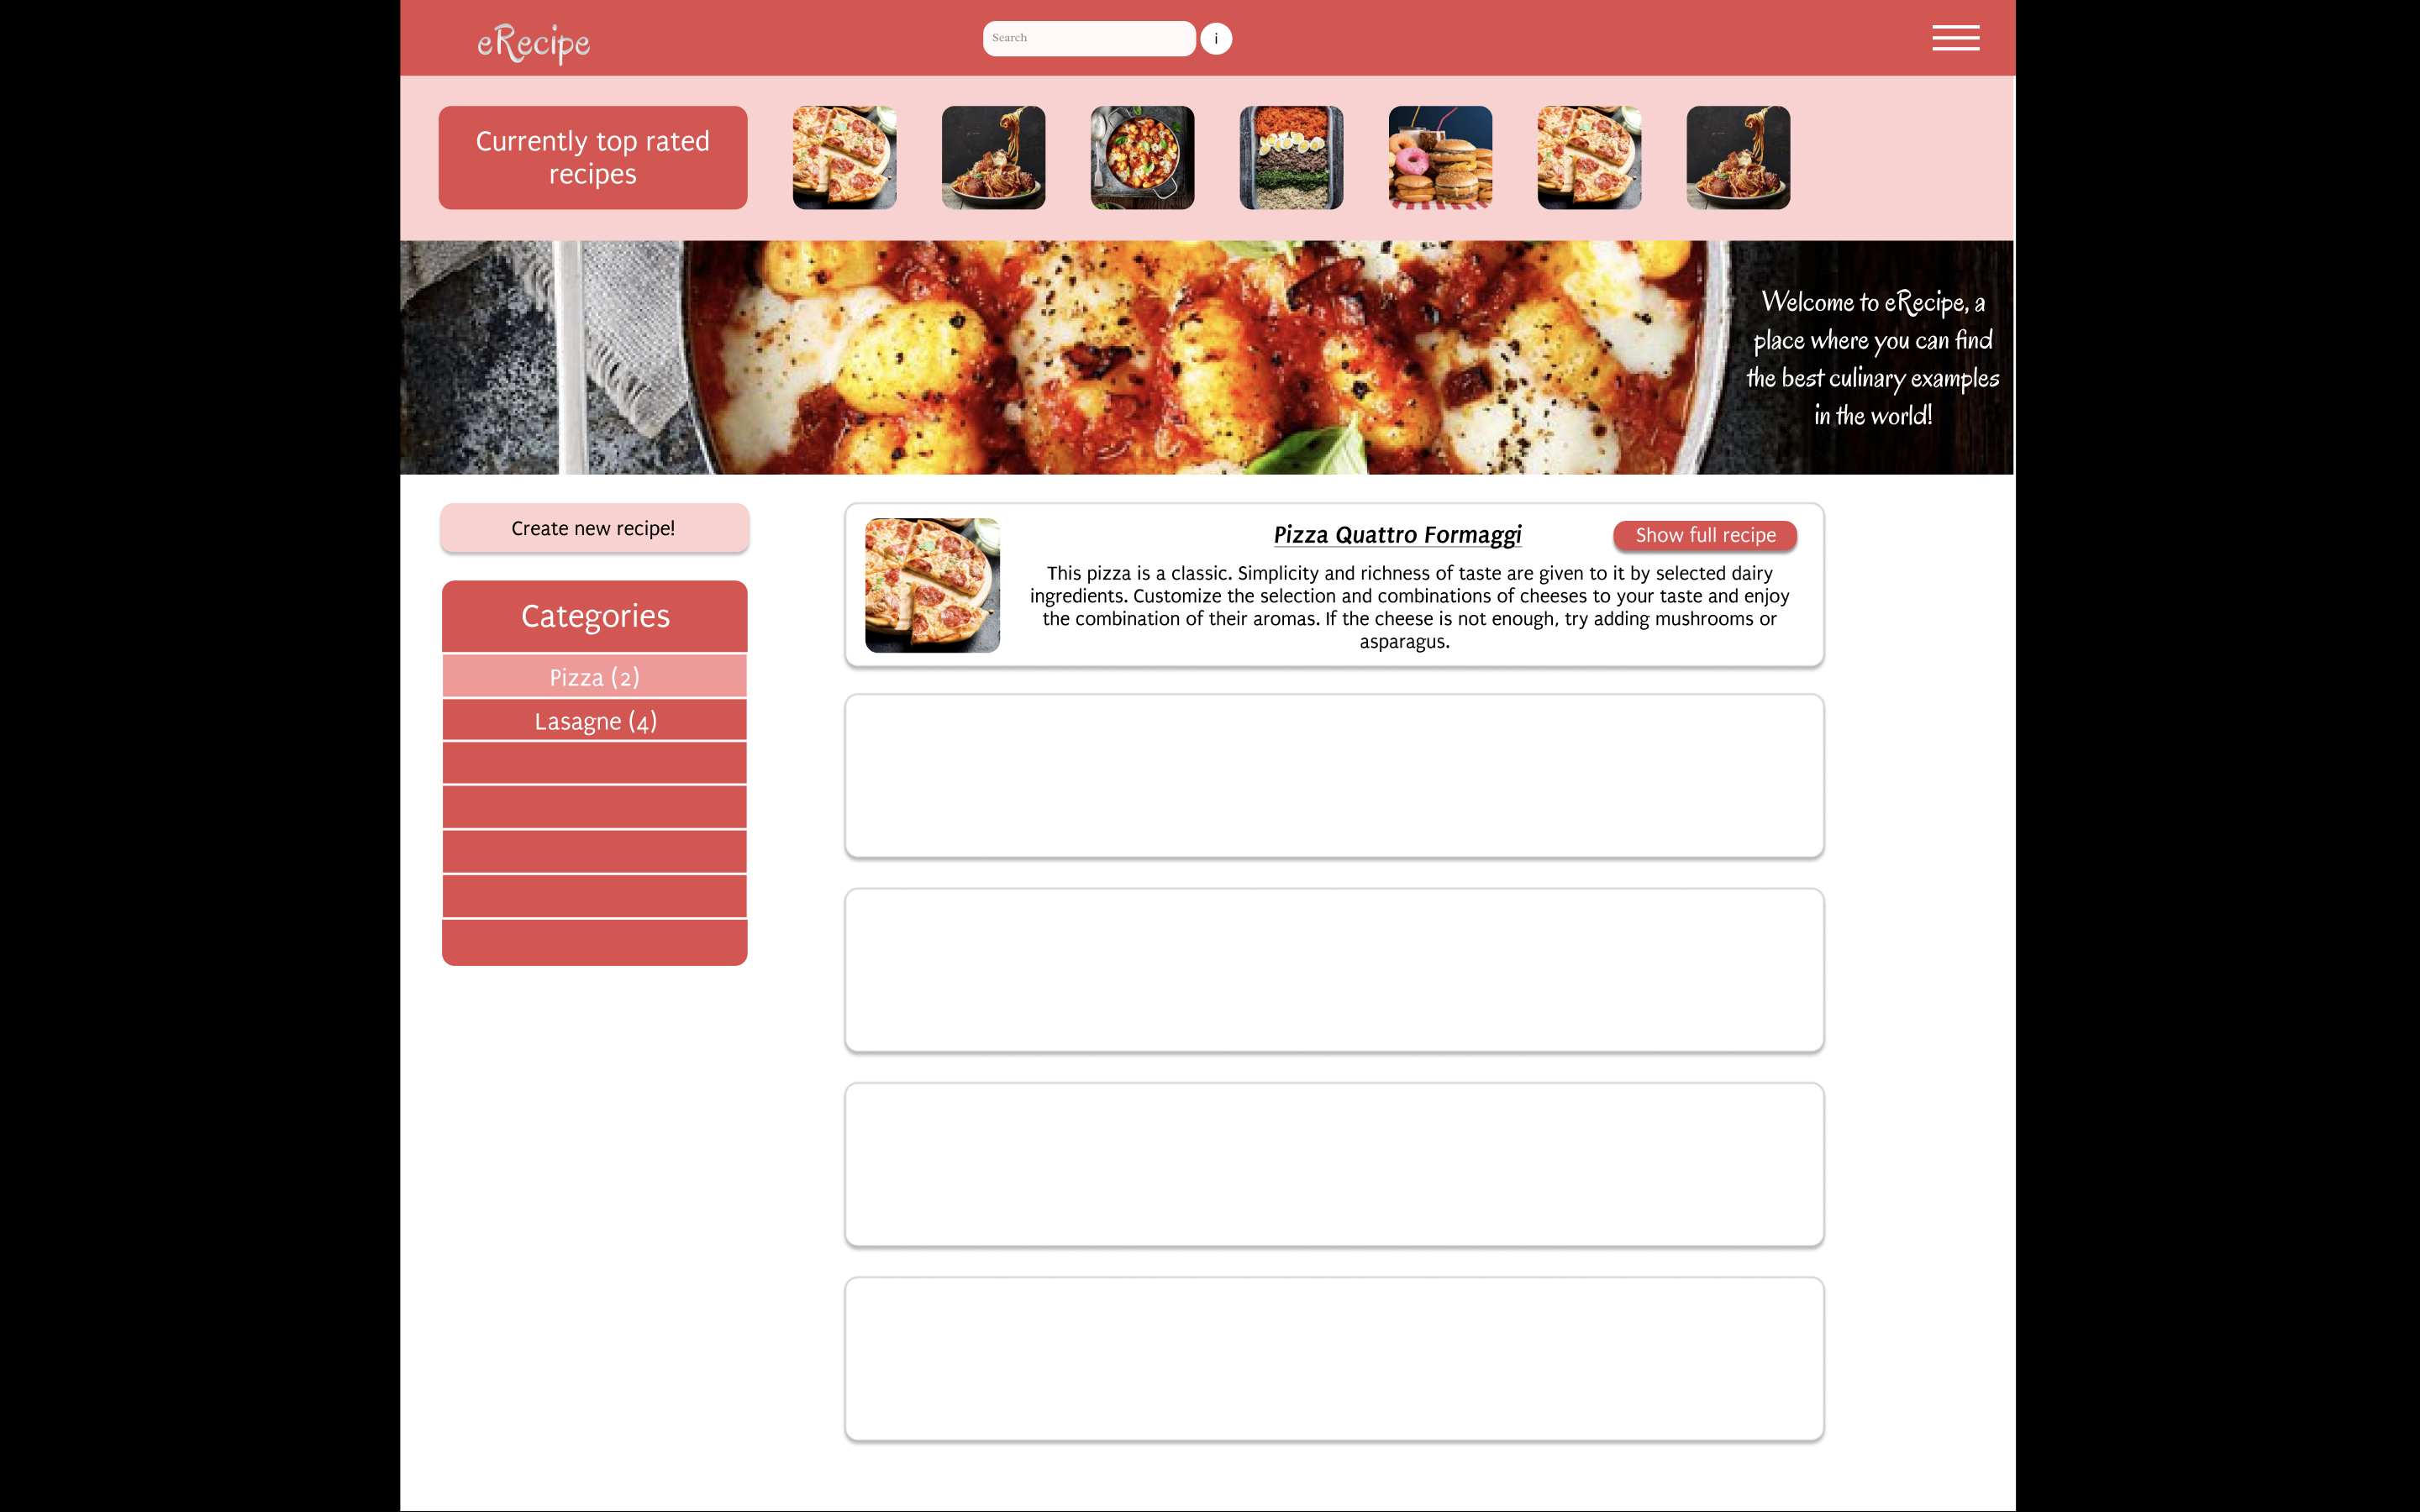 eRecipe
Search
i
Currently top rated
recipes
Welcome to eRecipe, a
place where you can find
the best culinary examples
in the world!
Create new recipe!
Categories
Pizza (2)
Lasagne (4)
Pizza Quattro Formaggi
Show full recipe
This pizza is a classic. Simplicity and richness of taste are given to it by selected dairy
ingredients. Customize the selection and combinations of cheeses to your taste and enjoy
the combination of their aromas. If the cheese is not enough, try adding mushrooms or
asparagus.